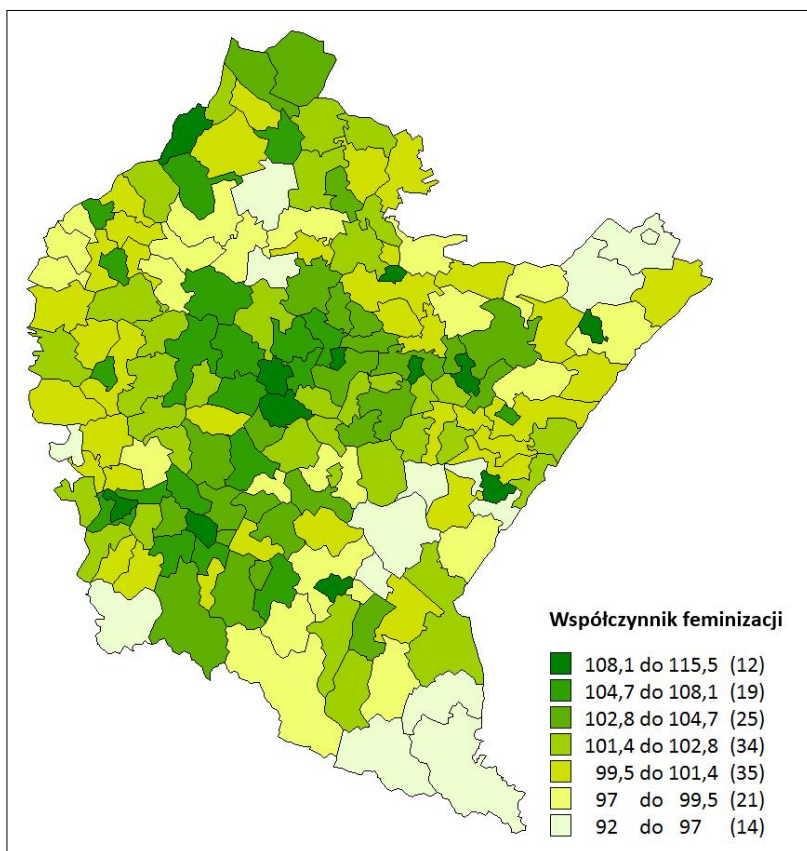 Współczynnik feminizacji
108,1 do 115,5 (12)
104,7 do 108,1 (19)
102,8 do 104,7 (25)
101,4 do 102,8 (34)
99,5 do 101,4 (35)
97 do 99,5 (21)
92 do 97 (14)